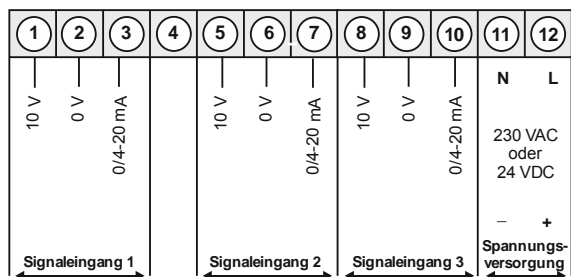 1 2 3 4 5 6 7 8 9 10 11 12
10 V 0 V 0/4-20 mA 10 V 0 V 0/4-20 mA 10 V 0 V 0/4-20 mA
N L
230 VAC
oder
24 VDC
– +
Signaleingang 1 Signaleingang 2 Signaleingang 3
Spannungs-
versorgung